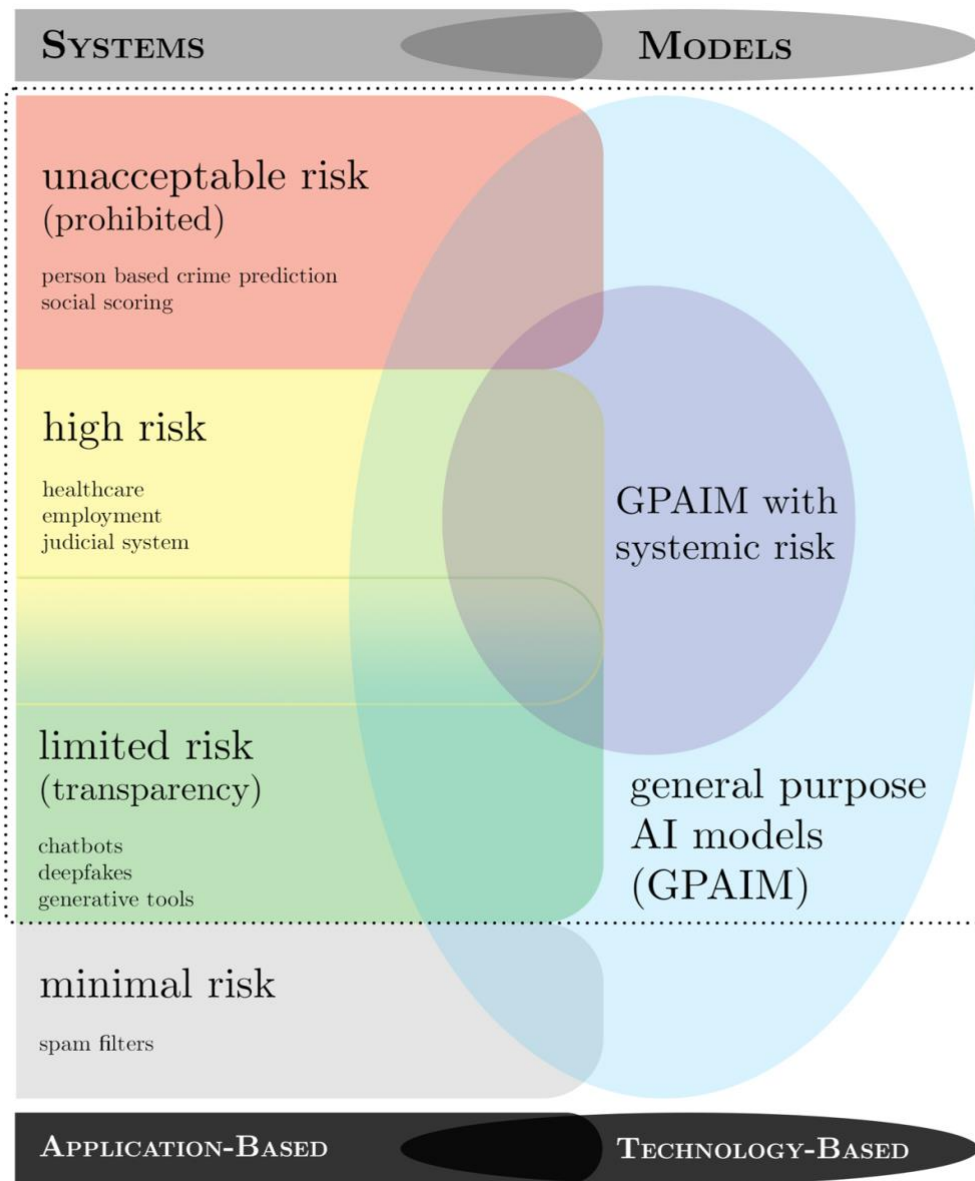 SYSTEMS
MODELS
unacceptable risk
(prohibited)
person based crime prediction
social scoring
high risk
healthcare
employment
judicial system
GPAIM with
systemic risk
limited risk
(transparency)
chatbots
deepfakes
generative tools
general purpose
AI models
(GPAIM)
minimal risk
spam filters
APPLICATION-BASED
TECHNOLOGY-BASED